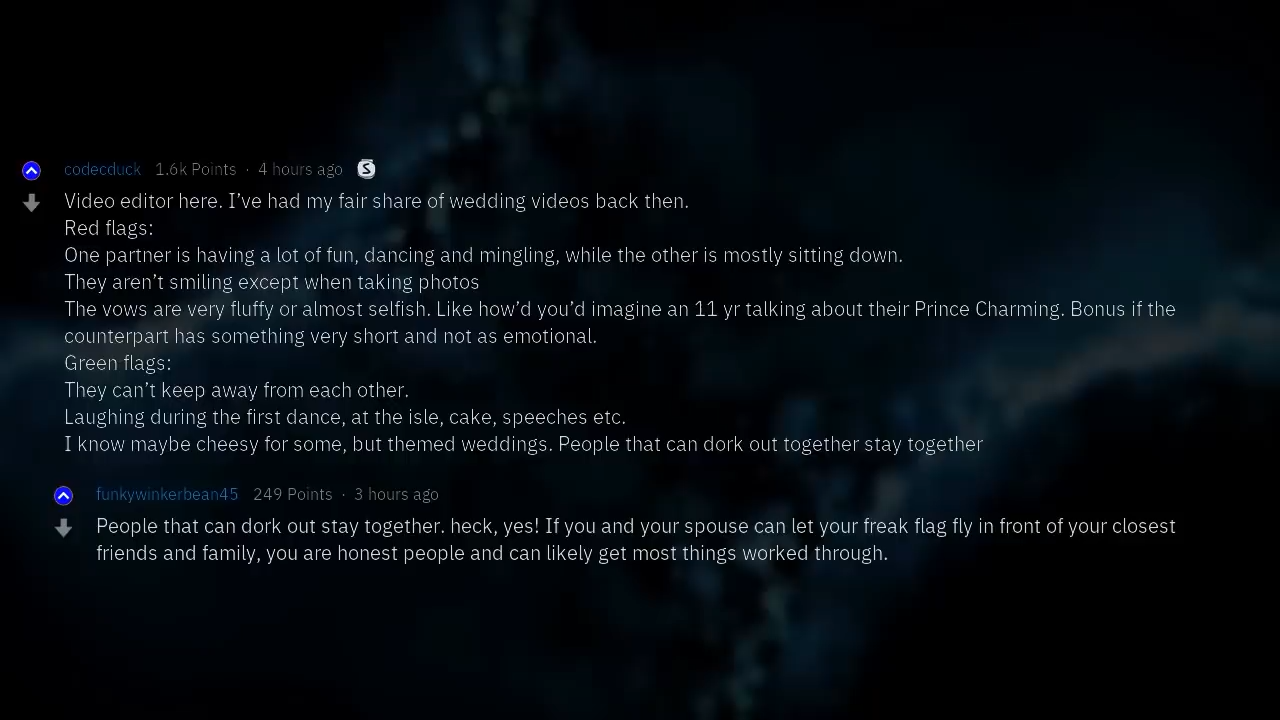 codecduck 1.6k Points · 4 hours ago S
Video editor here. I’ve had my fair share of wedding videos back then.
Red flags:
One partner is having a lot of fun, dancing and mingling, while the other is mostly sitting down.
They aren’t smiling except when taking photos
The vows are very fluffy or almost selfish. Like how’d you’d imagine an 11 yr talking about their Prince Charming. Bonus if the
counterpart has something very short and not as emotional.
Green flags:
They can’t keep away from each other.
Laughing during the first dance, at the isle, cake, speeches etc.
I know maybe cheesy for some, but themed weddings. People that can dork out together stay together
funkywinkerbean45 249 Points · 3 hours ago
People that can dork out stay together. heck, yes! If you and your spouse can let your freak flag fly in front of your closest
friends and family, you are honest people and can likely get most things worked through.